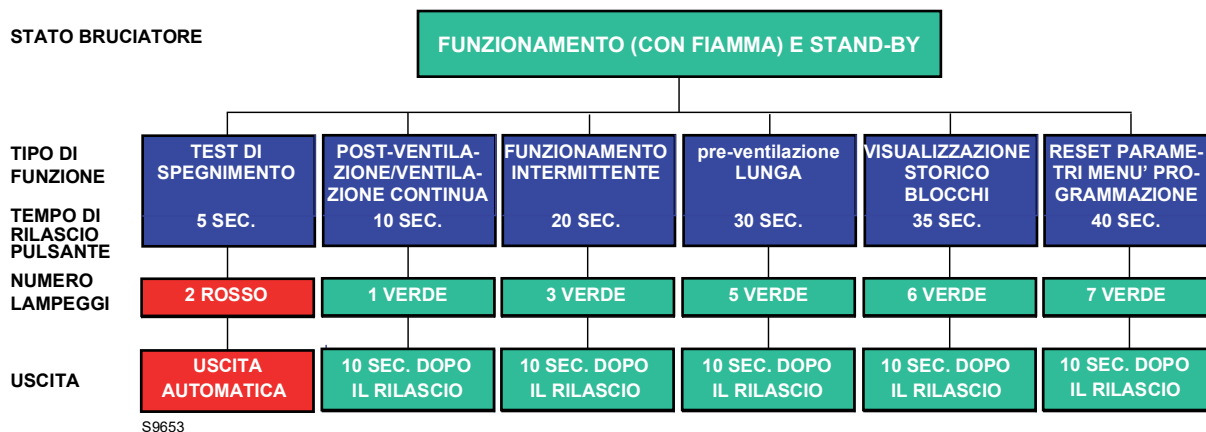 STATO BRUCIATORE
FUNZIONAMENTO (CON FIAMMA) E STAND-BY
TIPO DI
FUNZIONE
TEST DI
SPEGNIMENTO
POST-VENTILA-
ZIONE/VENTILA-
ZIONE CONTINUA
FUNZIONAMENTO
INTERMITTENTE
pre-ventilazione
LUNGA
VISUALIZZAZIONE
STORICO
BLOCCHI
RESET PARAME-
TRI MENU' PRO-
GRAMMAZIONE
TEMPO DI
RILASCIO
PULSANTE
5 SEC.
10 SEC.
20 SEC.
30 SEC.
35 SEC.
40 SEC.
NUMERO
LAMPEGGI
2 ROSSO
1 VERDE
3 VERDE
5 VERDE
6 VERDE
7 VERDE
USCITA
USCITA
AUTOMATICA
10 SEC. DOPO
IL RILASCIO
10 SEC. DOPO
IL RILASCIO
10 SEC. DOPO
IL RILASCIO
10 SEC. DOPO
IL RILASCIO
10 SEC. DOPO
IL RILASCIO
S9653